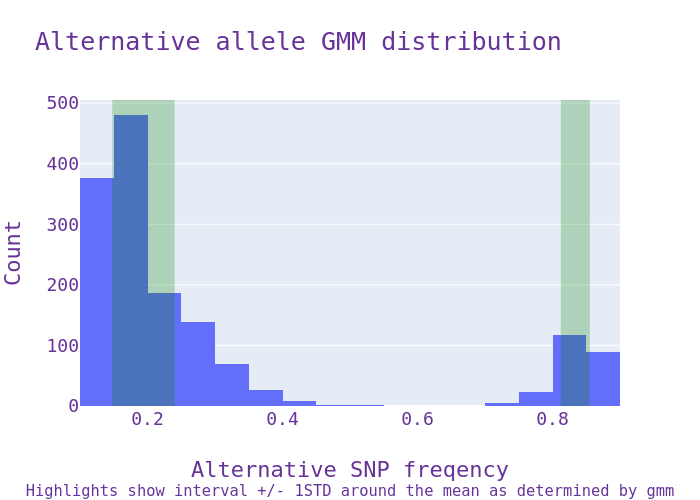 Alternative allele GMM distribution
500
400
300
200
100
0
Count
0.2
0.4
0.6
0.8
Alternative SNP freqency
Highlights show interval +/- 1STD around the mean as determined by gmm